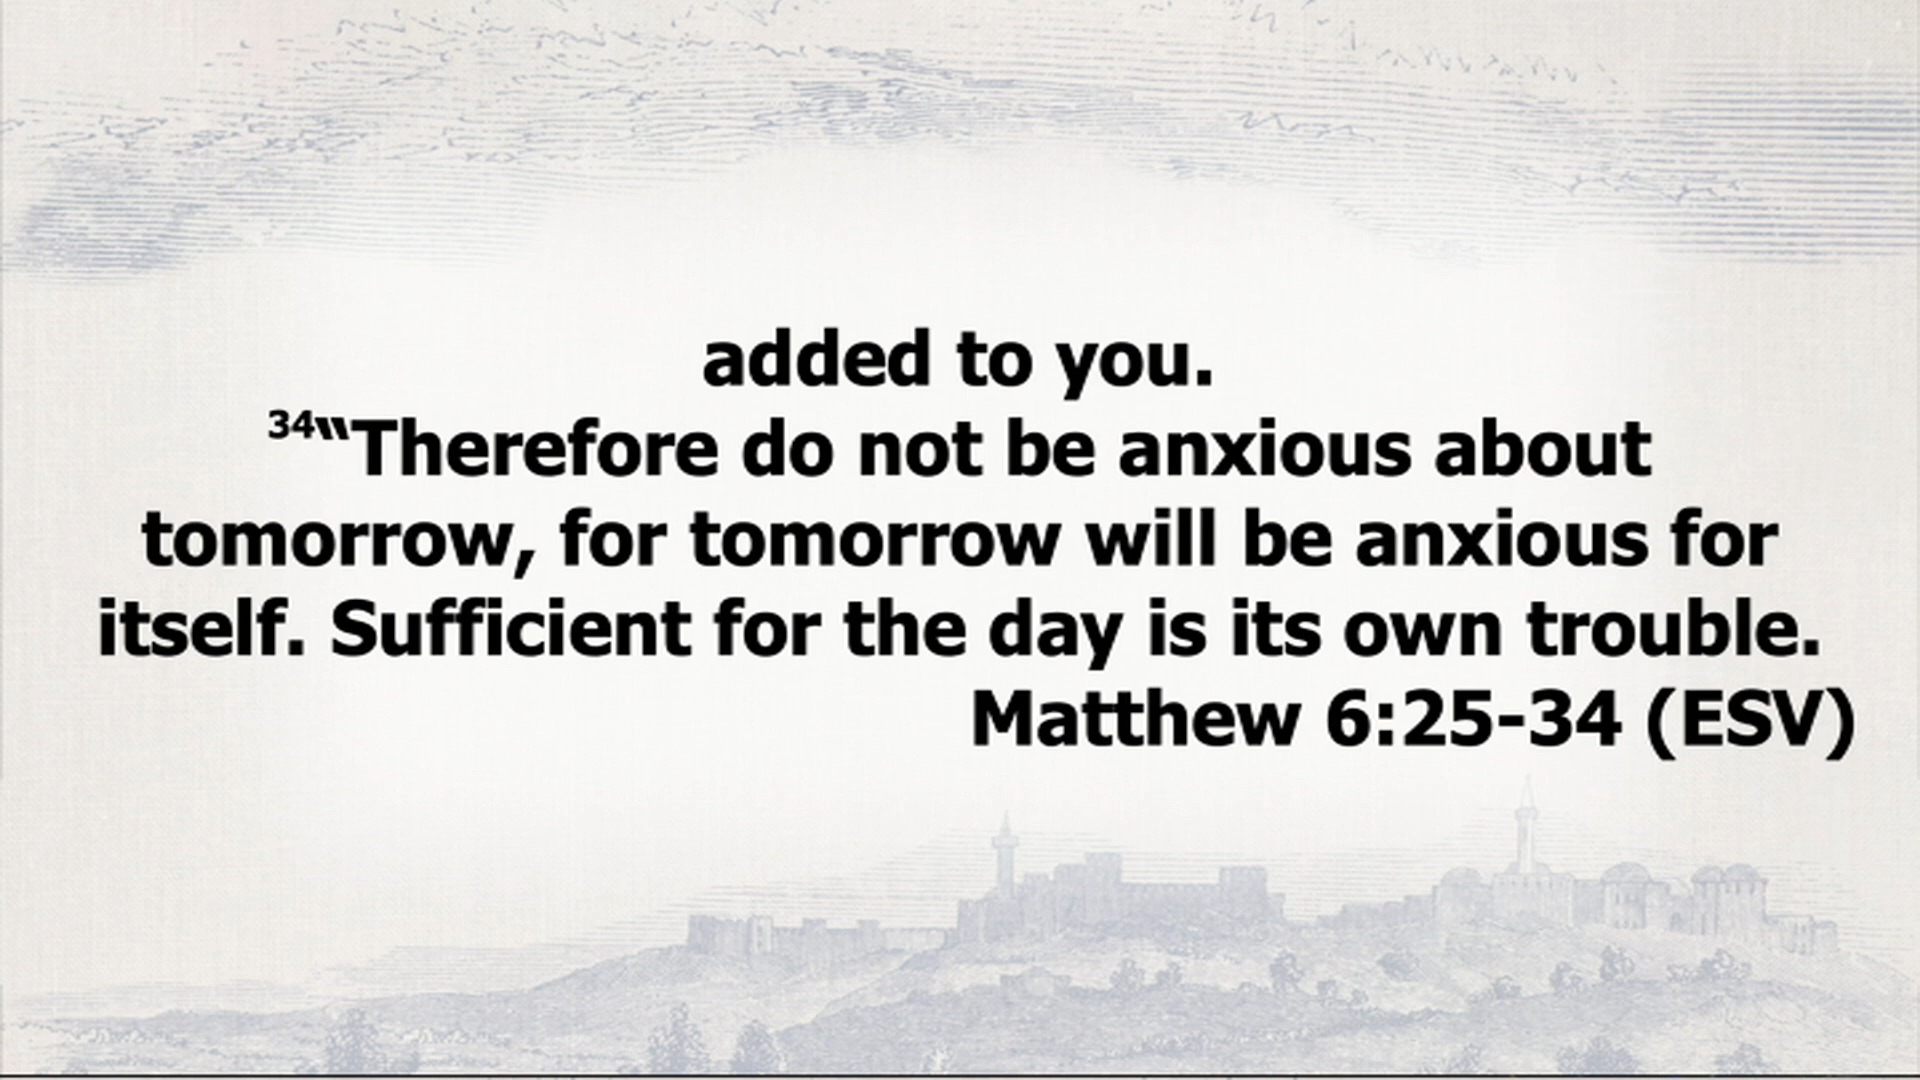 added to you.
34“Therefore do not be anxious about
tomorrow, for tomorrow will be anxious for
itself. Sufficient for the day is its own trouble.
Matthew 6:25-34 (ESV)